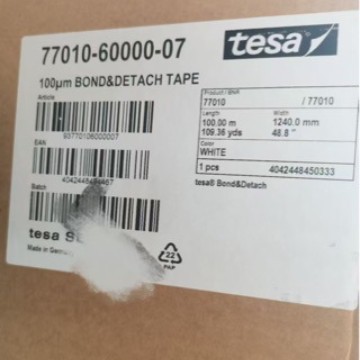 77010-60000-07
tesa
100µm BOND&DETACH TAPE
Article
93770106000007
EAN
Batch
Product / BNR
77010 / 77010
Length Width
100.00 m 1240.0 mm
109.36 yds 48.8 "
Color
WHITE
1 pcs 4042448450333
tesa® Bond&Detach
tesa
Made in
22
PAP